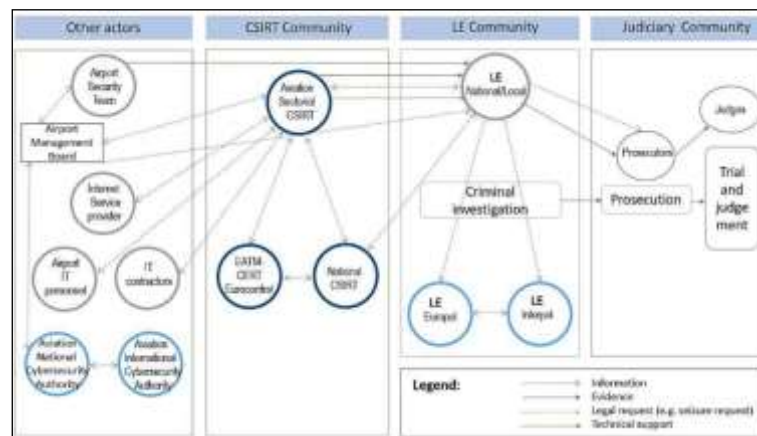 Other actors
CSIRT Community
LE Community
Judiciary Community
Airport
Security
Team
Airport
Management
Board
Internet
Service
provider
Airport
IT
personnel
IT
contractors
Aviation
National
Cybersecurity
Authority
Aviation
International
Cybersecurity
Authority
Aviation
Sectorial
CSIRT
EATM-
CERT
Eurocontrol
National
CSIRT
LE
National/Local
Criminal
investigation
LE
Europol
LE
Interpol
Judges
Prosecutors
Prosecution
Trial
and
judge
ment
Legend:
Information
Evidence
Legal request (e.g. seizure request)
Technical support